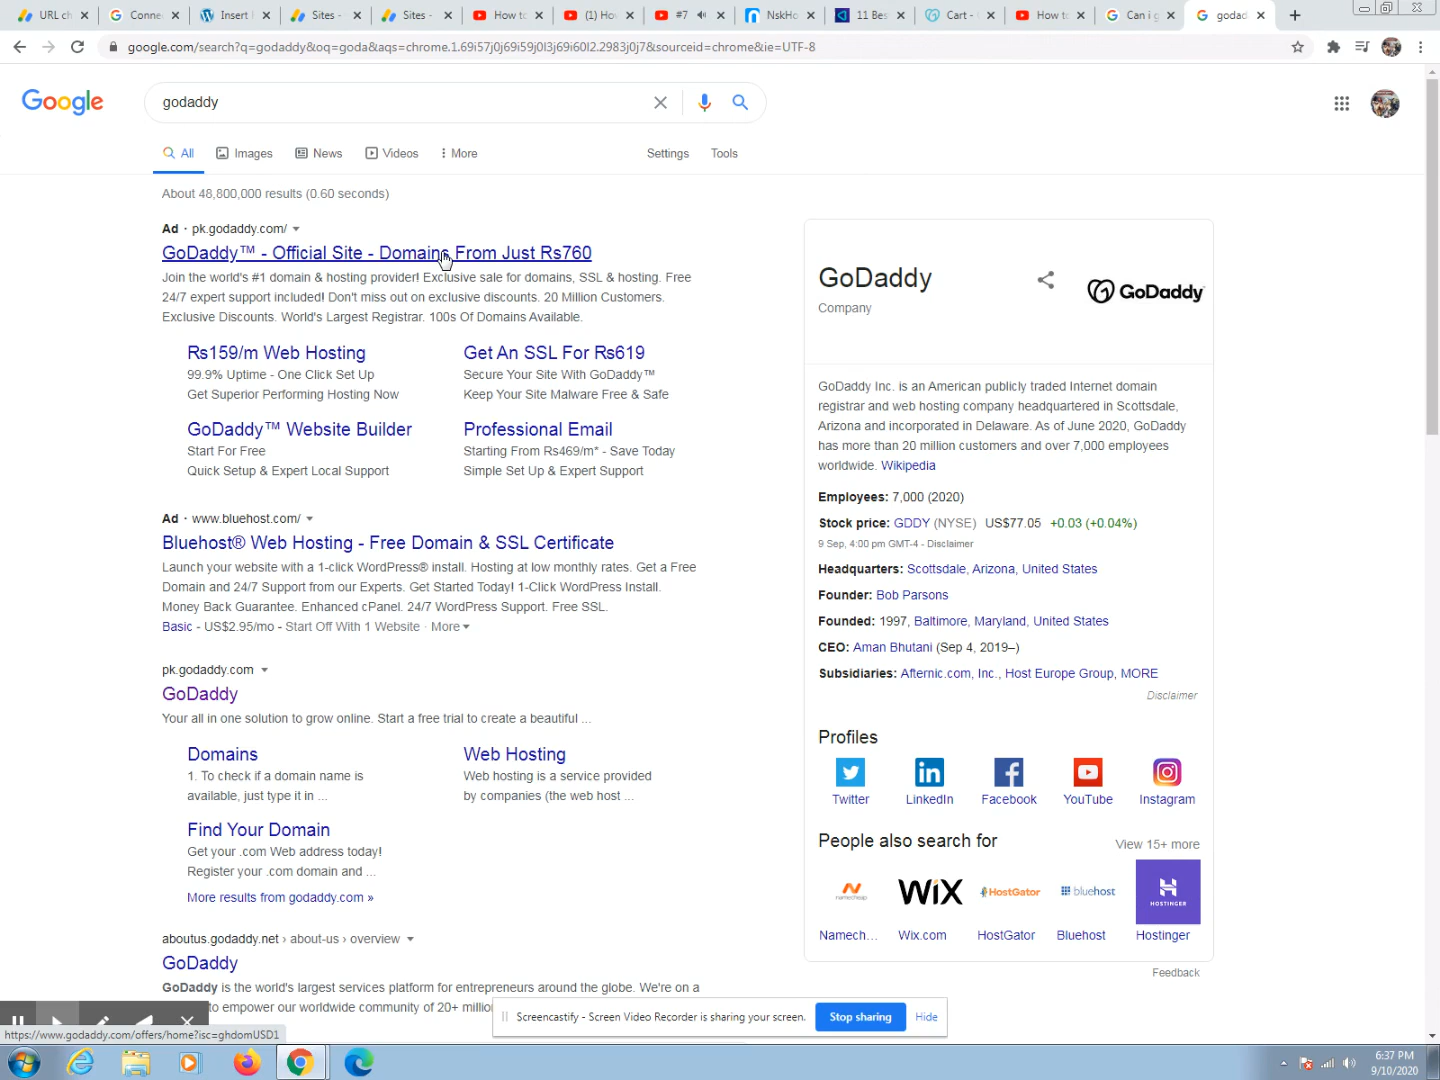 URL ch
Conne
Insert
Sites -
Sites -
How to
(1) Ho
#7
NskHo
11 Bes
Cart -
How to
Can i g
godad
google.com/search?q=godaddy&oq=goda&aqs=chrome.1.69i57j0j69i59j0l3j69i60l2.2983j0j7&sourceid=chrome&ie=UTF-8
Google
godaddy
All
Images
News
Videos
More
Settings
Tools
About 48,800,000 results (0.60 seconds)
Ad · pk.godaddy.com/
GoDaddy™ - Official Site - Domains From Just Rs760
Join the world's #1 domain & hosting provider! Exclusive sale for domains, SSL & hosting. Free
24/7 expert support included! Don't miss out on exclusive discounts. 20 Million Customers.
Exclusive Discounts. World's Largest Registrar. 100s Of Domains Available.
Rs159/m Web Hosting
99.9% Uptime - One Click Set Up
Get Superior Performing Hosting Now
Get An SSL For Rs619
Secure Your Site With GoDaddy™
Keep Your Site Malware Free & Safe
GoDaddy™ Website Builder
Start For Free
Quick Setup & Expert Local Support
Professional Email
Starting From Rs469/m* - Save Today
Simple Set Up & Expert Support
Ad · www.bluehost.com/
Bluehost® Web Hosting - Free Domain & SSL Certificate
Launch your website with a 1-click WordPress® install. Hosting at low monthly rates. Get a Free
Domain and 24/7 Support from our Experts. Get Started Today! 1-Click WordPress Install.
Money Back Guarantee. Enhanced cPanel. 24/7 WordPress Support. Free SSL.
Basic - US$2.95/mo - Start Off With 1 Website · More
pk.godaddy.com
GoDaddy
Your all in one solution to grow online. Start a free trial to create a beautiful ...
Domains
1. To check if a domain name is
available, just type it in ...
Web Hosting
Web hosting is a service provided
by companies (the web host ...
Find Your Domain
Get your .com Web address today!
Register your .com domain and ...
More results from godaddy.com »
aboutus.godaddy.net › about-us › overview
GoDaddy
GoDaddy is the world's largest services platform for entrepreneurs around the globe. We're on a
to empower our worldwide community of 20+ millio
GoDaddy
Company
GoDaddy
GoDaddy Inc. is an American publicly traded Internet domain
registrar and web hosting company headquartered in Scottsdale,
Arizona and incorporated in Delaware. As of June 2020, GoDaddy
has more than 20 million customers and over 7,000 employees
worldwide. Wikipedia
Employees: 7,000 (2020)
Stock price: GDDY (NYSE) US$77.05 +0.03 (+0.04%)
9 Sep, 4:00 pm GMT-4 - Disclaimer
Headquarters: Scottsdale, Arizona, United States
Founder: Bob Parsons
Founded: 1997, Baltimore, Maryland, United States
CEO: Aman Bhutani (Sep 4, 2019–)
Subsidiaries: Afternic.com, Inc., Host Europe Group, MORE
Disclaimer
Profiles
Twitter
LinkedIn
Facebook
YouTube
Instagram
People also search for
View 15+ more
namecheap
WiX
HostGator
bluehost
HOSTINGER
Namech...
Wix.com
HostGator
Bluehost
Hostinger
Feedback
Screencastify - Screen Video Recorder is sharing your screen.
Stop sharing
Hide
https://www.godaddy.com/offers/home?isc=ghdomUSD1
6:37 PM
9/10/2020